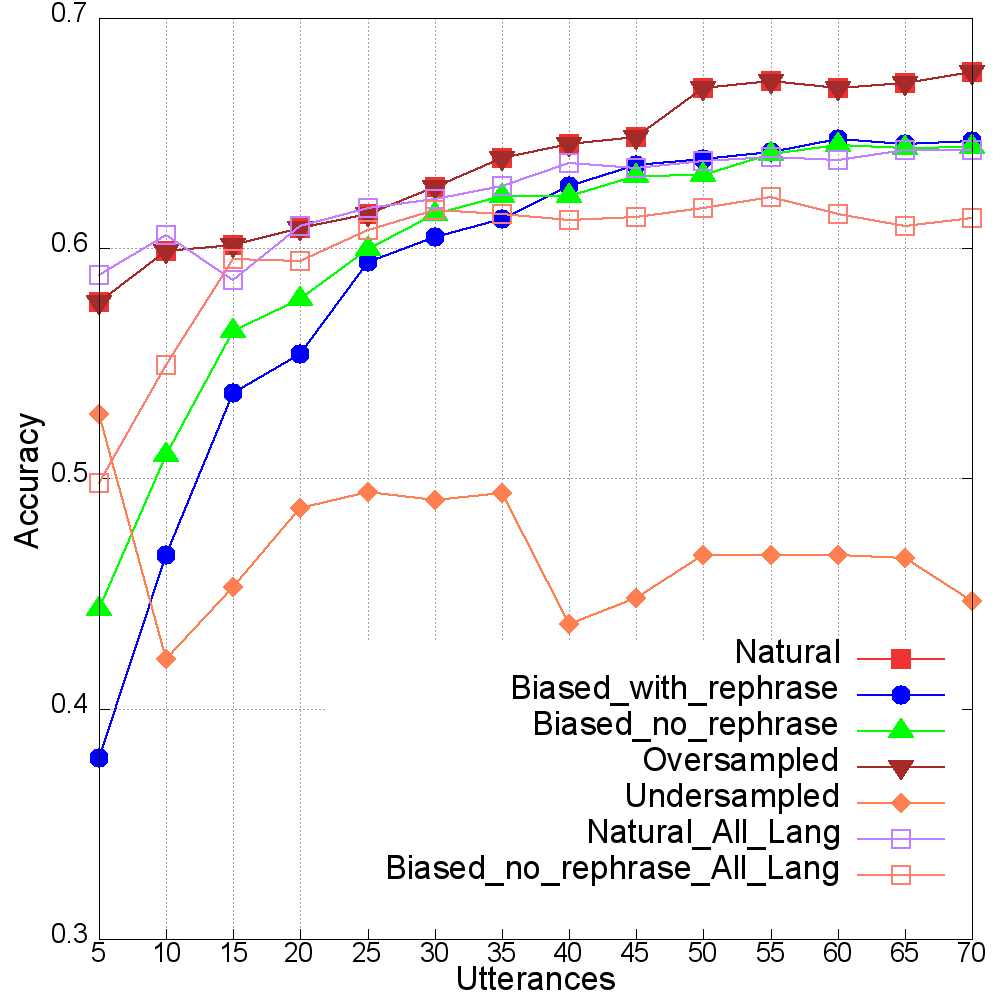 0.7
0.6
0.5
0.4
0.3
Accuracy
Natural
Biased_with_rephrase
Biased_no_rephrase
Oversampled
Undersampled
Natural_All_Lang
Biased_no_rephrase_All_Lang
5 10 15 20 25 30 35 40 45 50 55 60 65 70
Utterances